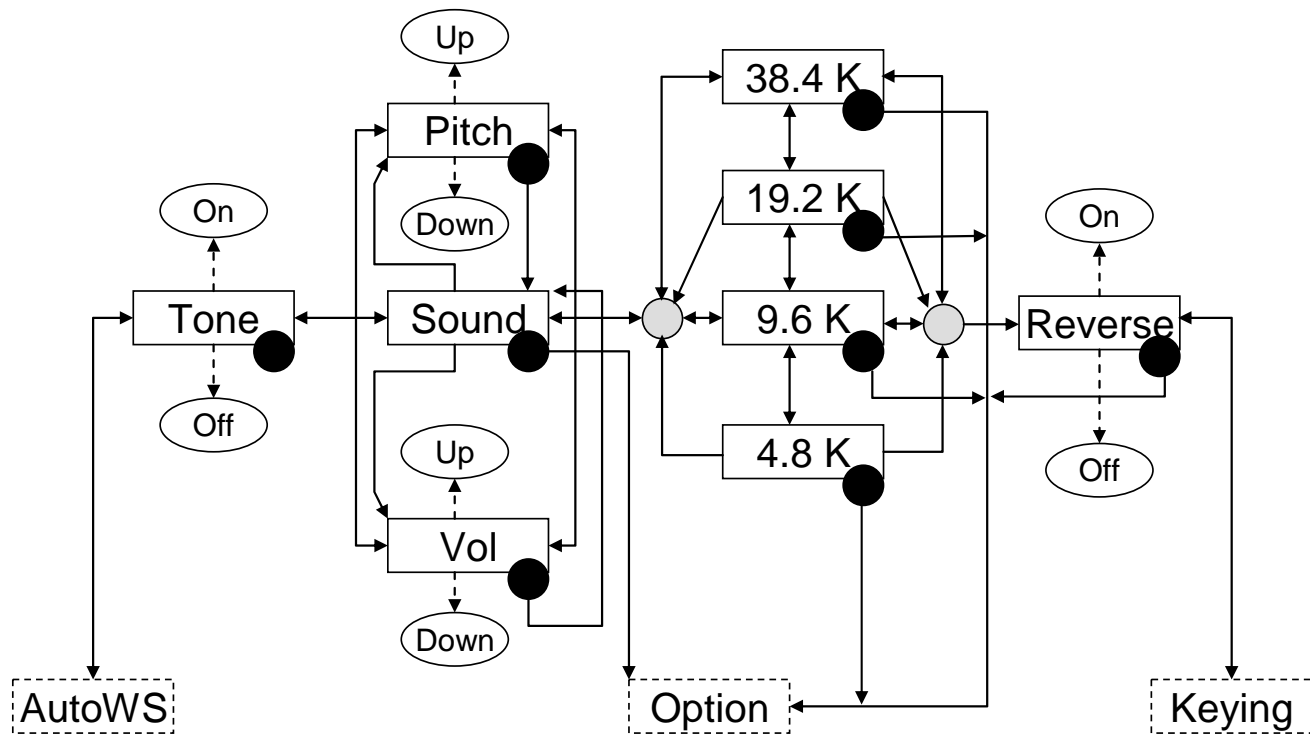 Up
38.4 K
Pitch
19.2 K
On
Down
On
Tone
Sound
9.6 K
Reverse
Off
Up
4.8 K
Off
Vol
Down
AutoWS
Option
Keying